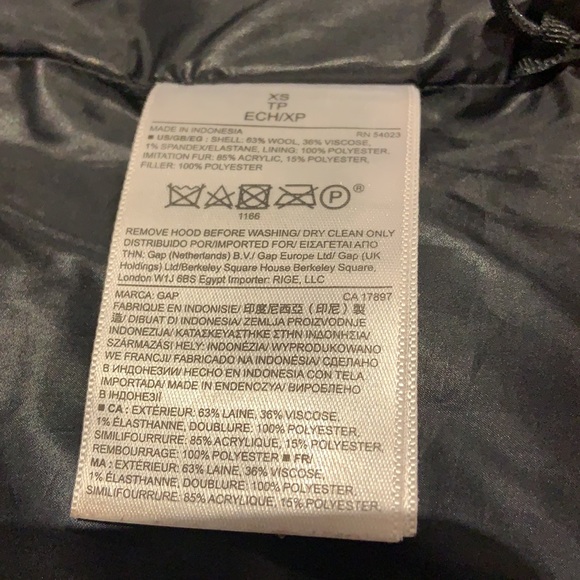 XS
TP
ECH/XP
MADE IN INDONESIA RN 54023
■ US/GB/EG : SHELL: 63% WOOL, 36% VISCOSE,
1% SPANDEX/ELASTANE, LINING: 100% POLYESTER,
IMITATION FUR: 85% ACRYLIC, 15% POLYESTER,
FILLER: 100% POLYESTER
P ®
1166
REMOVE HOOD BEFORE WASHING/ DRY CLEAN ONLY
DISTRIBUIDO POR/IMPORTED FOR/ ΕΙΣΑΓΕΤΑΙ ΑΠΟ
ΤΗΝ: Gap (Netherlands) B.V./ Gap Europe Ltd/ Gap (UK
Holdings) Ltd/Berkeley Square House Berkeley Square,
London W1J 6BS Egypt Importer: RIGE, LLC
MARCA: GAP CA 17897
FABRIQUÉ EN INDONÉSIE/ 印度尼西亞（印尼）製
造/ DIBUAT DI INDONESIA/ ZEMLJA PROIZVODNJE
INDONEZIJA/ ΚΑΤΑΣΚΕΥΑΣΤΗΚΕ ΣΤΗΝ ΙΝΔΟΝΗΣΙΑ/
SZÁRMAZÁSI HELY: INDONÉZIA/ WYPRODUKOWANO
WE FRANCJI/ FABRICADO NA INDONÉSIA/ СДЕЛАНО
В ИНДОНЕЗИИ/ HECHO EN INDONESIA CON TELA
IMPORTADA/ MADE IN ENDENOZYA/ ВИРОБЛЕНО
В ІНДОНЕЗІЇ
■ CA : EXTÉRIEUR: 63% LAINE, 36% VISCOSE,
1% ÉLASTHANNE, DOUBLURE: 100% POLYESTER,
SIMILIFOURRURE: 85% ACRYLIQUE, 15% POLYESTER,
REMBOURRAGE: 100% POLYESTER ■ FR/
MA : EXTÉRIEUR: 63% LAINE, 36% VISCOSE,
1% ÉLASTHANNE, DOUBLURE: 100% POLYESTER,
SIMILIFOURRURE: 85% ACRYLIQUE, 15% POLYESTER,